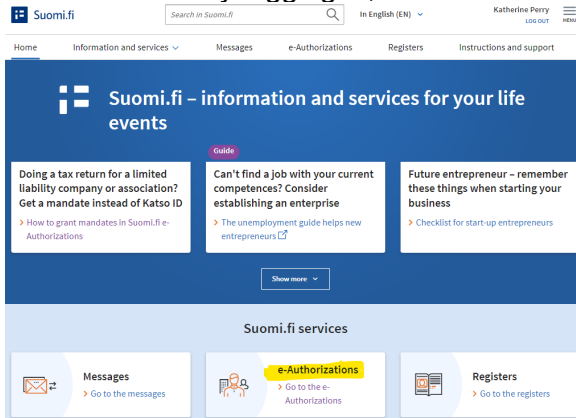 Suomi.fi
Search in Suomi.fi
In English (EN)
Katherine Perry
LOG OUT
MENU
Home Information and services Messages e-Authorizations Registers Instructions and support
Suomi.fi – information and services for your life
events
Guide
Doing a tax return for a limited
liability company or association?
Get a mandate instead of Katso ID
> How to grant mandates in Suomi.fi e-
Authorizations
Can't find a job with your current
competences? Consider
establishing an enterprise
> The unemployment guide helps new
entrepreneurs
Future entrepreneur – remember
these things when starting your
business
> Checklist for start-up entrepreneurs
Show more
Suomi.fi services
Messages
> Go to the messages
e-Authorizations
> Go to the e-
Authorizations
Registers
> Go to the registers